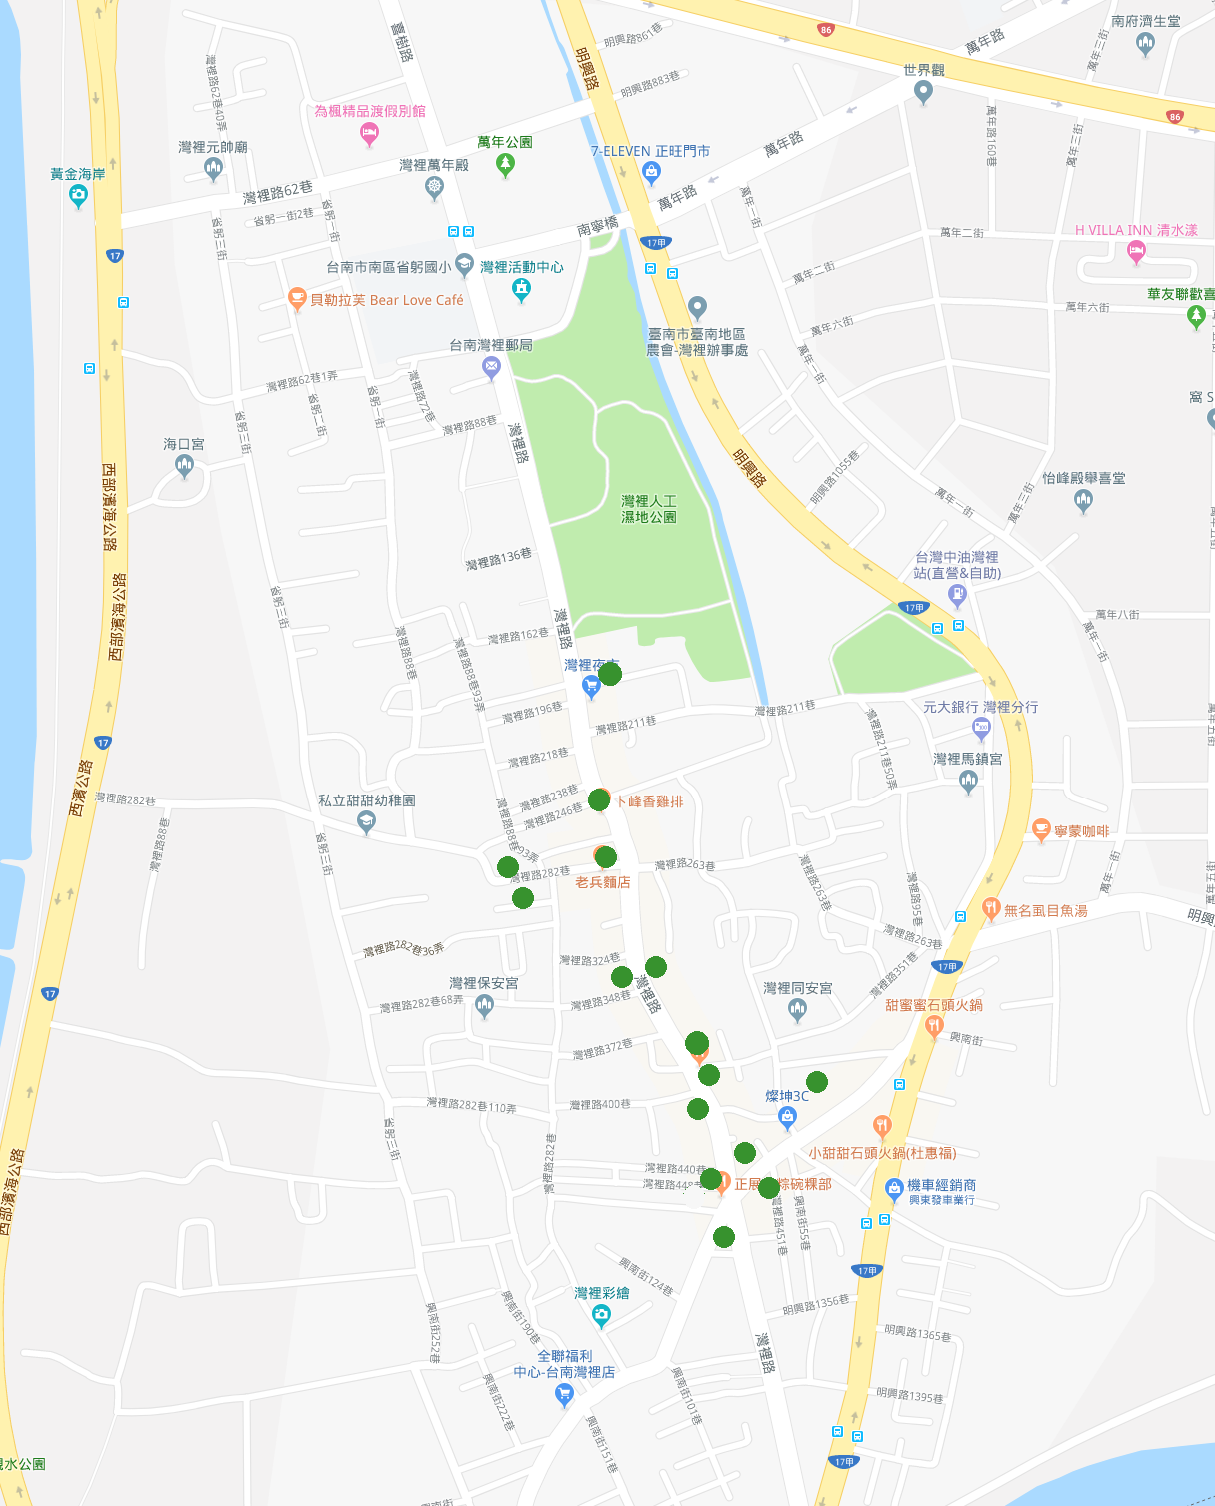 南府濟生堂
86
萬年路
萬年三街
夏樹路
明興路861巷
明興路
世界觀
灣裡路62巷40弄
明興路883巷
為楓精品渡假別館
萬年路160巷
86
萬年三街
灣裡元帥廟
萬年公園
7-ELEVEN 正旺門市
萬年路
黃金海岸
灣裡萬年殿
灣裡路62巷
萬年路
萬年一街
省躬一街2巷
省躬一街
省躬三街
南寧橋
萬年二街
H VILLA INN 清水漾
17
17甲
台南市南區省躬國小
灣裡活動中心
萬年二街
貝勒拉芙 Bear Love Café
華友聯歡喜
萬年六街
臺南市臺南地區
農會-灣裡辦事處
萬年六街
台南灣裡郵局
萬年一街
灣裡路62巷1弄
灣裡路72巷
省躬一街
省躬二街
窩 S
省躬三街
灣裡路88巷
灣裡路
海口宮
明興路
明興路1055巷
西部濱海公路
怡峰殿舉喜堂
灣裡人工
濕地公園
萬年一街
萬年三街
灣裡路136巷
台灣中油灣裡
站(直營&自助)
西部濱海公路
省躬三街
17甲
萬年八街
灣裡路
灣裡路162巷
灣裡路88巷
灣裡路88巷93弄
萬年一街
灣裡夜市
灣裡路196巷
灣裡路211巷
灣裡路211巷
元大銀行 灣裡分行
灣裡路211巷50弄
萬年五街
17
灣裡路218巷
灣裡馬鎮宮
西濱公路
灣裡路282巷
私立甜甜幼稚園
灣裡路238巷
灣裡路246巷
卜峰香雞排
灣裡路88巷
93弄
寧蒙咖啡
灣裡路88巷
省躬三街
灣裡路282巷
老兵麵店
灣裡路263巷
灣裡路263巷
灣裡路95巷
萬年一街
萬年五街
無名虱目魚湯
明興
灣裡路263巷
灣裡路282巷36弄
灣裡路324巷
17甲
灣裡路351巷
灣裡保安宮
灣裡同安宮
17
灣裡路282巷68弄
灣裡路348巷
灣裡路
甜蜜蜜石頭火鍋
興南街
灣裡路372巷
燦坤3C
灣裡路282巷110弄
灣裡路400巷
省躬三街
灣裡路282巷
小甜甜石頭火鍋(杜惠福)
灣裡路440巷
灣裡路448
正展
粽碗粿部
機車經銷商
興東發車業行
西部濱海公路
灣裡路451巷
興南街55巷
興南街124巷
17甲
灣裡彩繪
興南街190巷
明興路1356巷
興南街252巷
明興路1365巷
灣裡路
全聯福利
中心-台南灣裡店
興南街222巷
興南街101巷
明興路1395巷
興南街151巷
親水公園
17甲